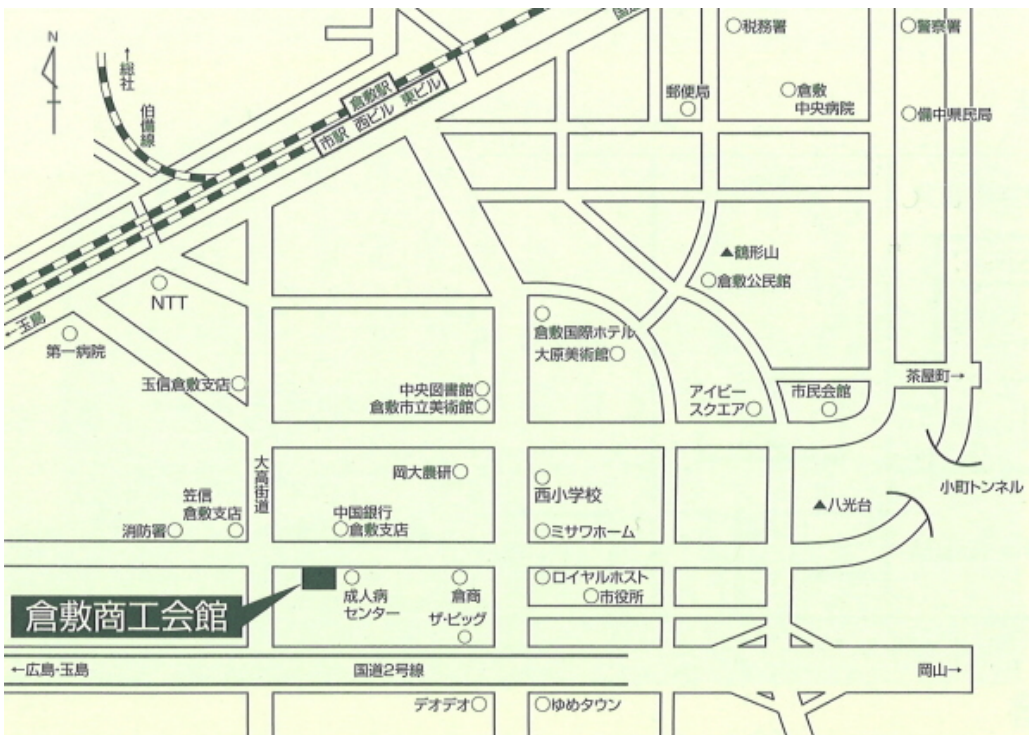 N
←総社
伯備線
倉敷駅
市駅 西ビル 東ビル
税務署
警察署
郵便局
倉敷
中央病院
備中県民局
▲鶴形山
倉敷公民館
NTT
←玉島
第一病院
倉敷国際ホテル
大原美術館
玉信倉敷支店
中央図書館
倉敷市立美術館
アイビー
スクエア
市民会館
茶屋町→
大高街道
岡大農研
西小学校
小町トンネル
笠信
倉敷支店
消防署
中国銀行
倉敷支店
ミサワホーム
▲八光台
倉敷商工会館
成人病
センター
倉商
ザ・ビッグ
ロイヤルホスト
市役所
←広島・玉島
国道2号線
岡山→
デオデオ
ゆめタウン